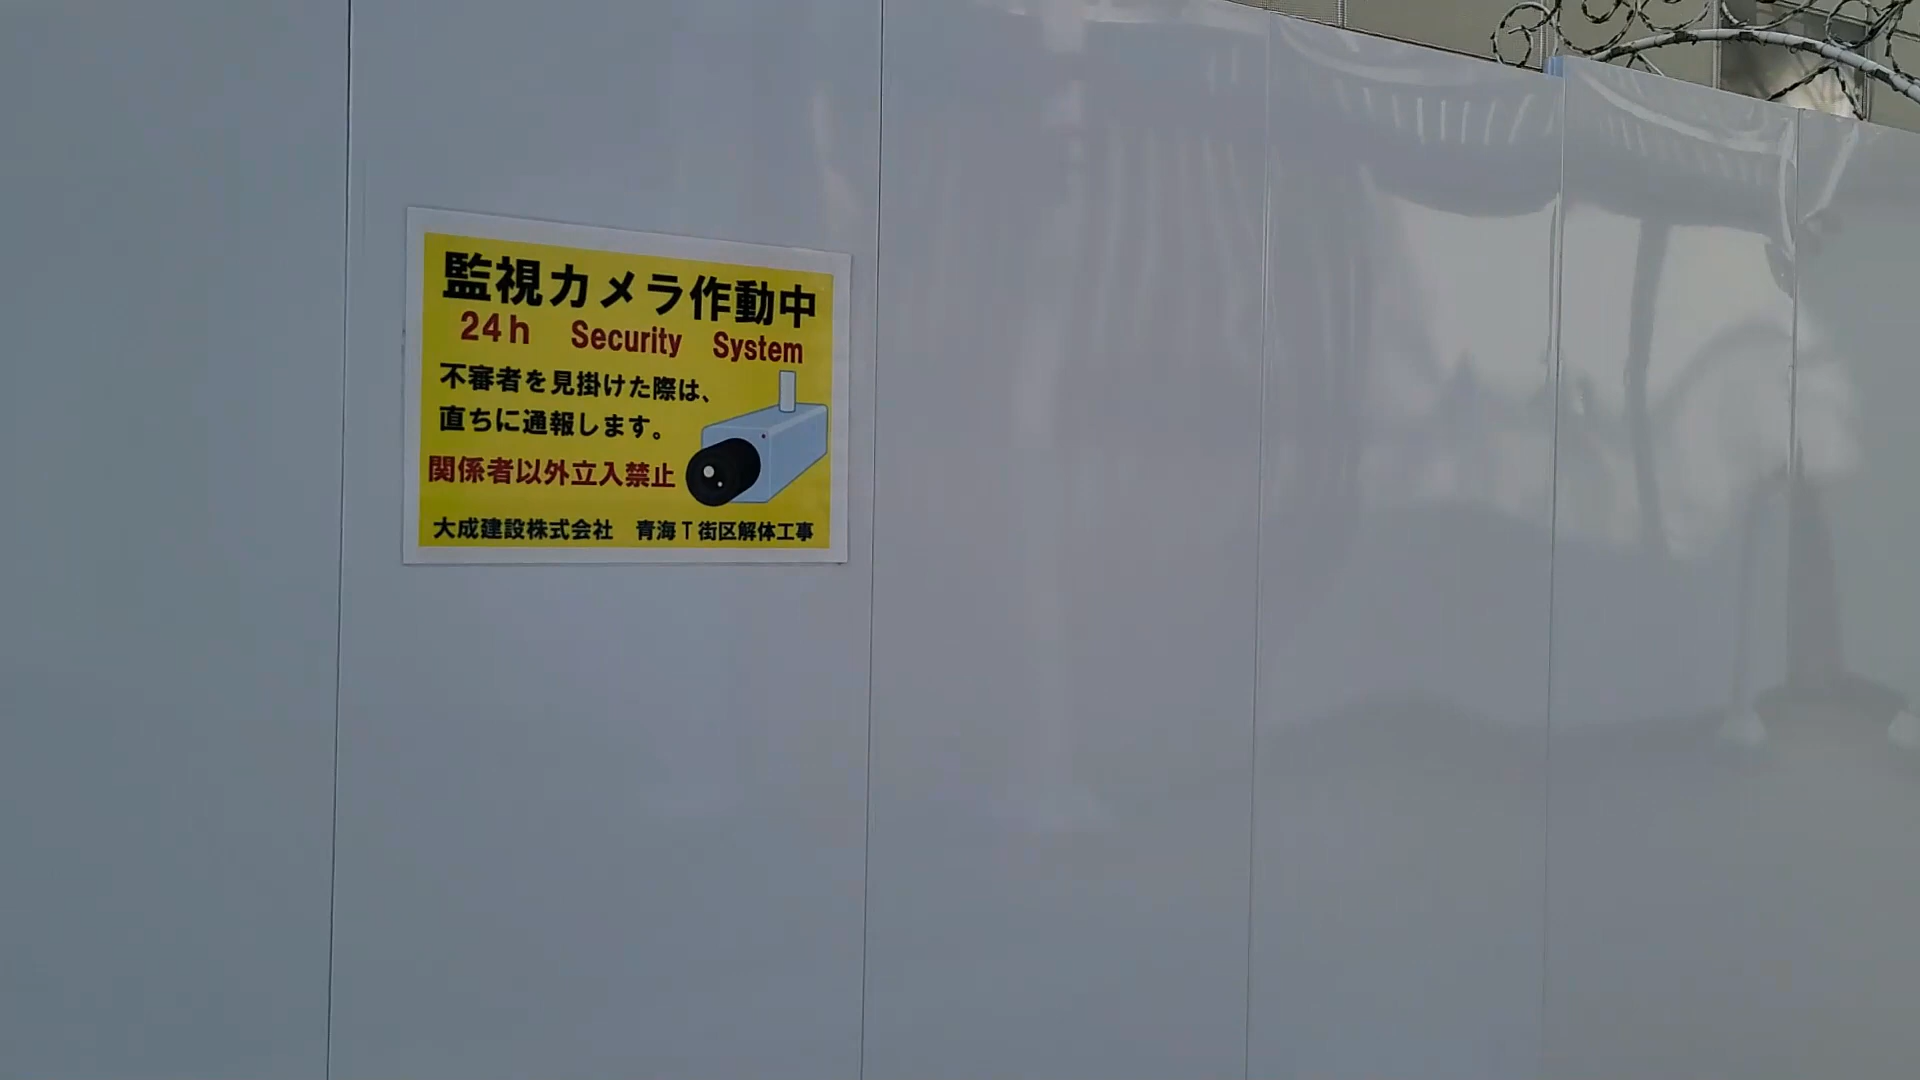 監視カメラ作動中
24h Security System
不審者を見掛けた際は、
直ちに通報します。
関係者以外立入禁止
大成建設株式会社 青海T街区解体工事